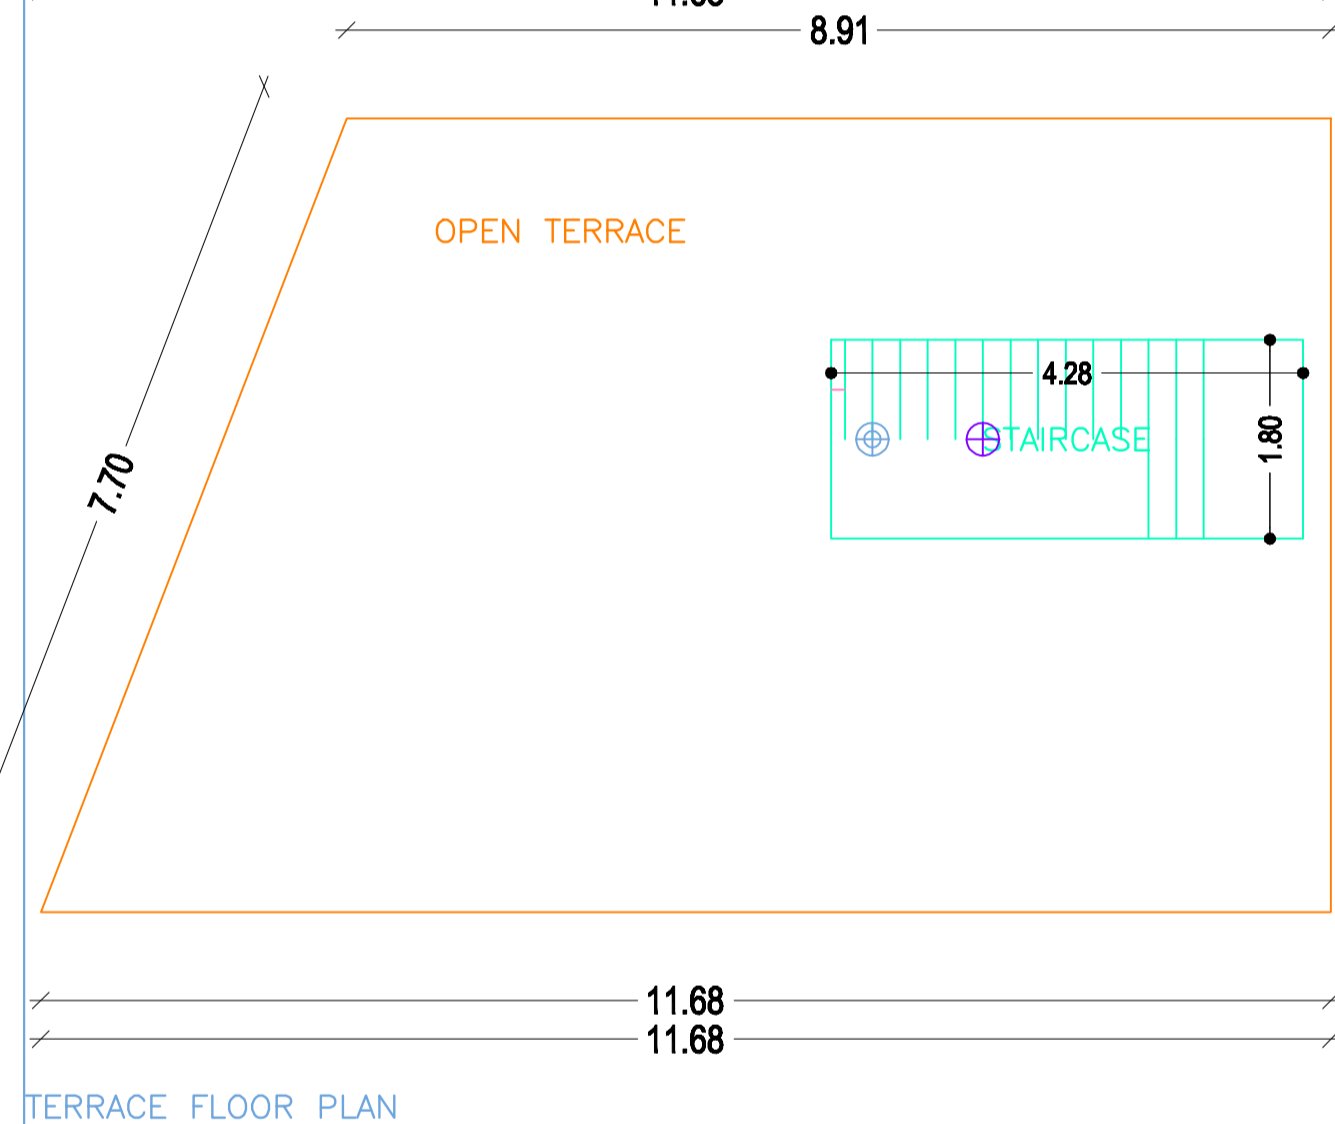 8.91
OPEN TERRACE
4.28
STAIRCASE
1.80
7.70
11.68
11.68
TERRACE FLOOR PLAN